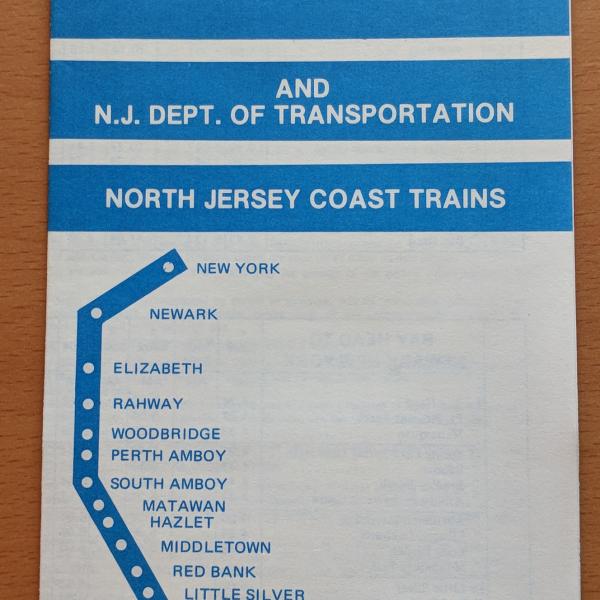 AND
N.J. DEPT. OF TRANSPORTATION
NORTH JERSEY COAST TRAINS
NEW YORK
NEWARK
ELIZABETH
RAHWAY
WOODBRIDGE
PERTH AMBOY
SOUTH AMBOY
MATAWAN
HAZLET
MIDDLETOWN
RED BANK
LITTLE SILVER